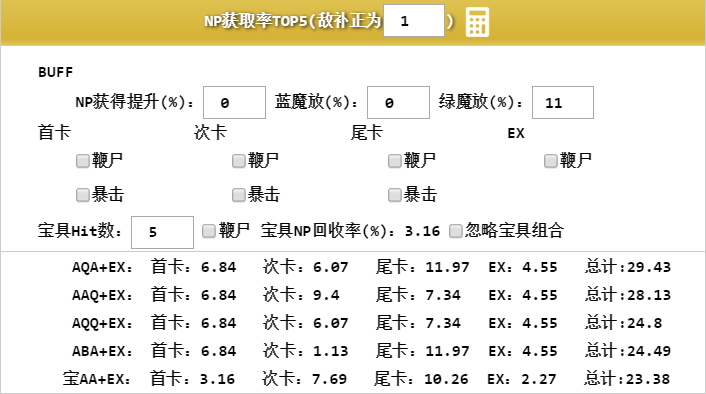 NP获取率TOP5(敌补正为 1 )
BUFF
NP获得提升(%): 0 蓝魔放(%): 0 绿魔放(%): 11
首卡 次卡 尾卡 EX
鞭尸 鞭尸 鞭尸 鞭尸
暴击 暴击 暴击
宝具Hit数: 5 鞭尸 宝具NP回收率(%): 3.16 忽略宝具组合
AQA+EX: 首卡:6.84 次卡:6.07 尾卡:11.97 EX:4.55 总计:29.43
AAQ+EX: 首卡:6.84 次卡:9.4 尾卡:7.34 EX:4.55 总计:28.13
AQQ+EX: 首卡:6.84 次卡:6.07 尾卡:7.34 EX:4.55 总计:24.8
ABA+EX: 首卡:6.84 次卡:1.13 尾卡:11.97 EX:4.55 总计:24.49
宝AA+EX: 首卡:3.16 次卡:7.69 尾卡:10.26 EX:2.27 总计:23.38